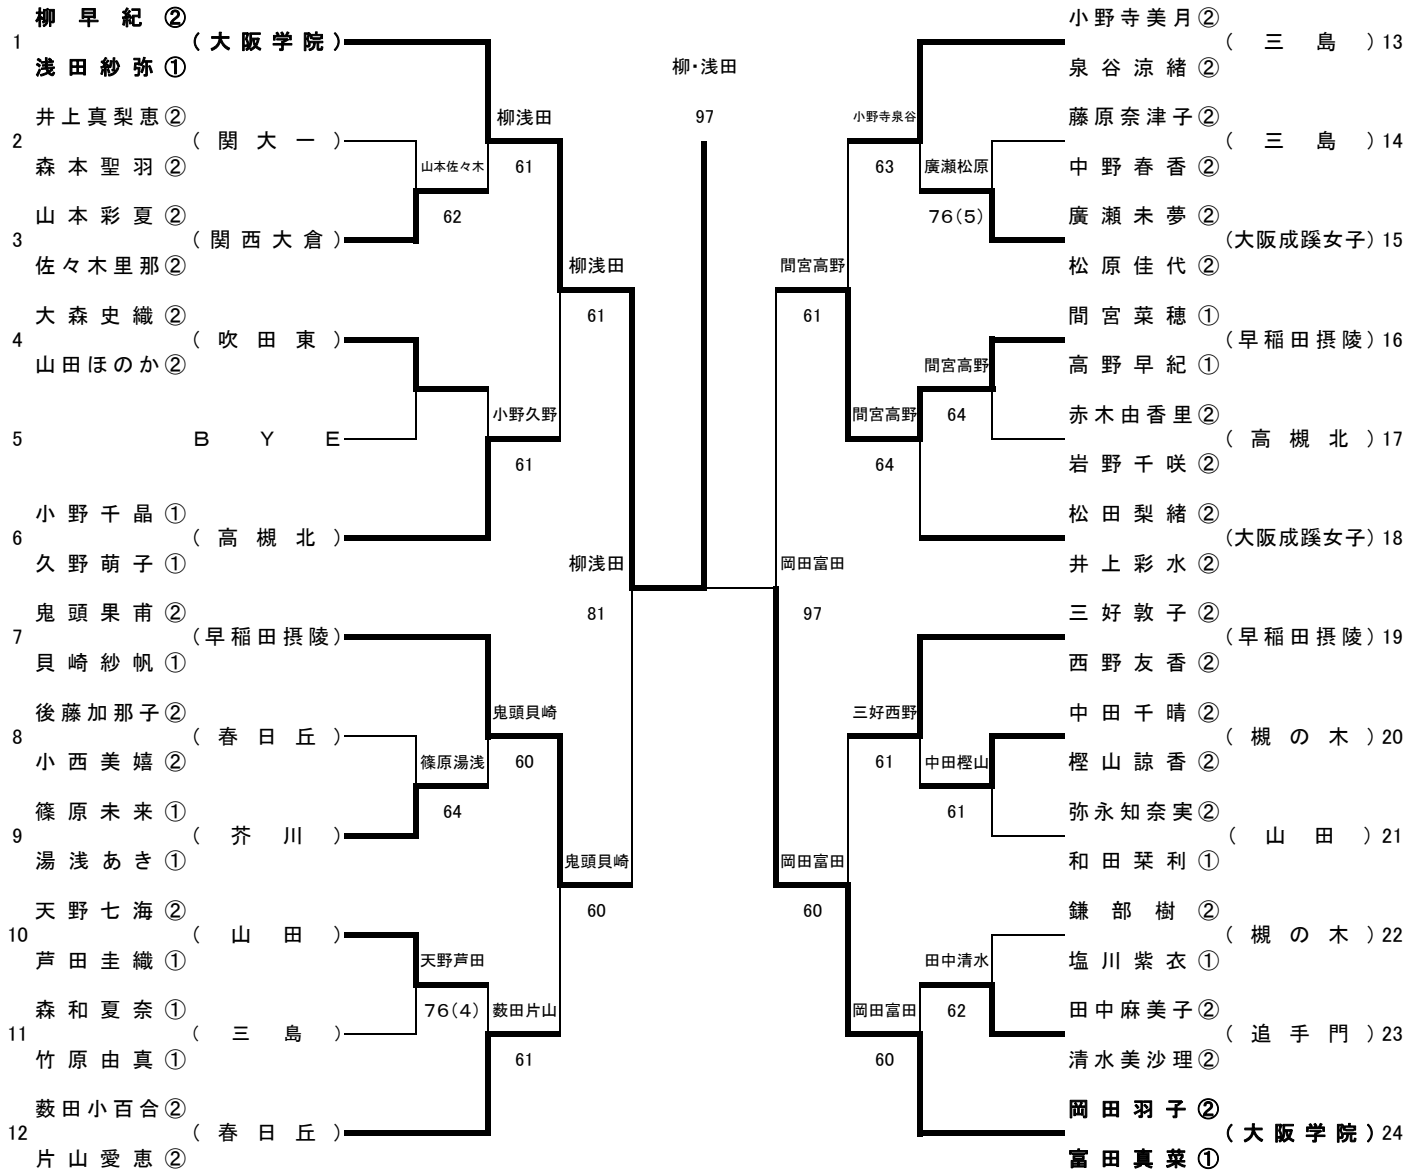 柳早紀②
1 (大阪学院)
浅田紗弥①
井上真梨恵②
2 (関大一)
森本聖羽②
山本彩夏②
3 (関西大倉)
佐々木里那②
大森史織②
4 (吹田東)
山田ほのか②
5 BYE
小野千晶①
6 (高槻北)
久野萌子①
鬼頭果甫②
7 (早稲田摂陵)
貝崎紗帆①
後藤加那子②
8 (春日丘)
小西美嬉②
篠原未来①
9 (芥川)
湯浅あき①
天野七海②
10 (山田)
芦田圭織①
森和夏奈①
11 (三島)
竹原由真①
薮田小百合②
12 (春日丘)
片山愛恵②
山本佐々木
62
篠原湯浅
64
天野芦田
76(4)
柳浅田
61
小野久野
61
鬼頭貝崎
60
薮田片山
61
柳浅田
61
鬼頭貝崎
60
柳浅田
81
柳・浅田
97
岡田富田
97
間宮高野
61
岡田富田
60
小野寺泉谷
63
間宮高野
64
三好西野
61
岡田富田
60
廣瀬松原
76(5)
間宮高野
64
中田樫山
61
田中清水
62
小野寺美月②
(三島) 13
泉谷涼緒②
藤原奈津子②
(三島) 14
中野春香②
廣瀬未夢②
(大阪成蹊女子) 15
松原佳代②
間宮菜穂①
(早稲田摂陵) 16
高野早紀①
赤木由香里②
(高槻北) 17
岩野千咲②
松田梨緒②
(大阪成蹊女子) 18
井上彩水②
三好敦子②
(早稲田摂陵) 19
西野友香②
中田千晴②
(槻の木) 20
樫山諒香②
弥永知奈実②
(山田) 21
和田栞利①
鎌部樹②
(槻の木) 22
塩川紫衣①
田中麻美子②
(追手門) 23
清水美沙理②
岡田羽子②
(大阪学院) 24
富田真菜①